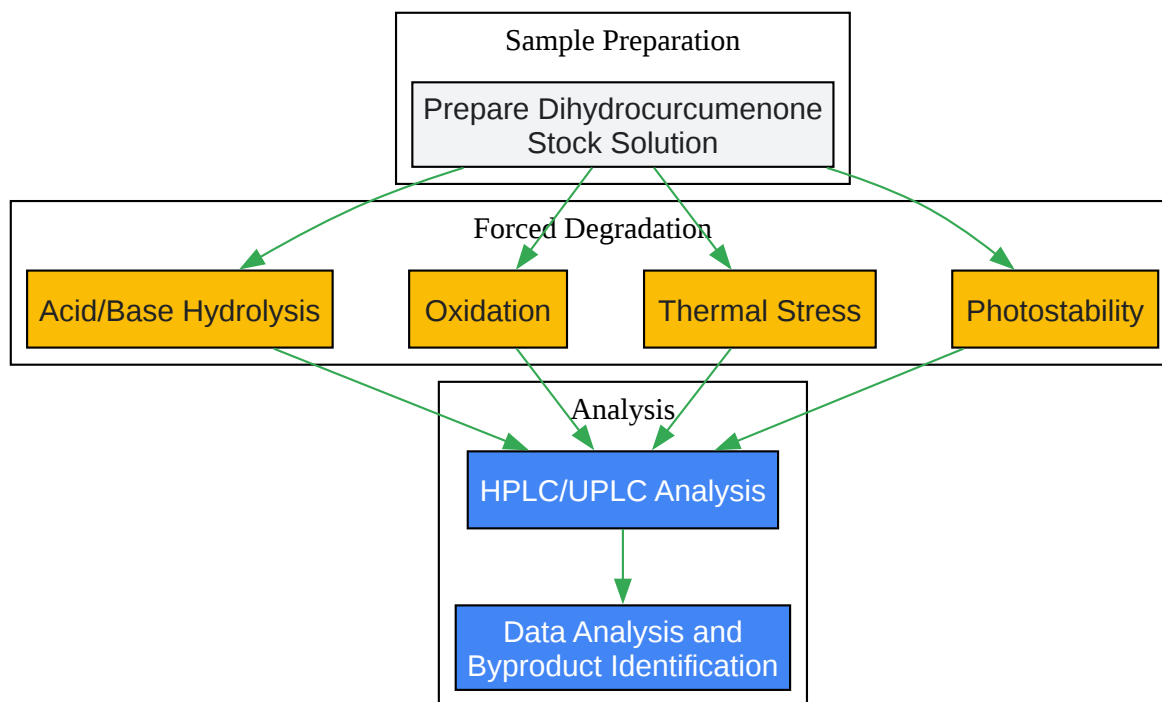 Sample Preparation
Prepare Dihydrocurcumenone
Stock Solution
Forced Degradation
Acid/Base Hydrolysis
Oxidation
Thermal Stress
Photostability
Analysis
HPLC/UPLC Analysis
Data Analysis and
Byproduct Identification